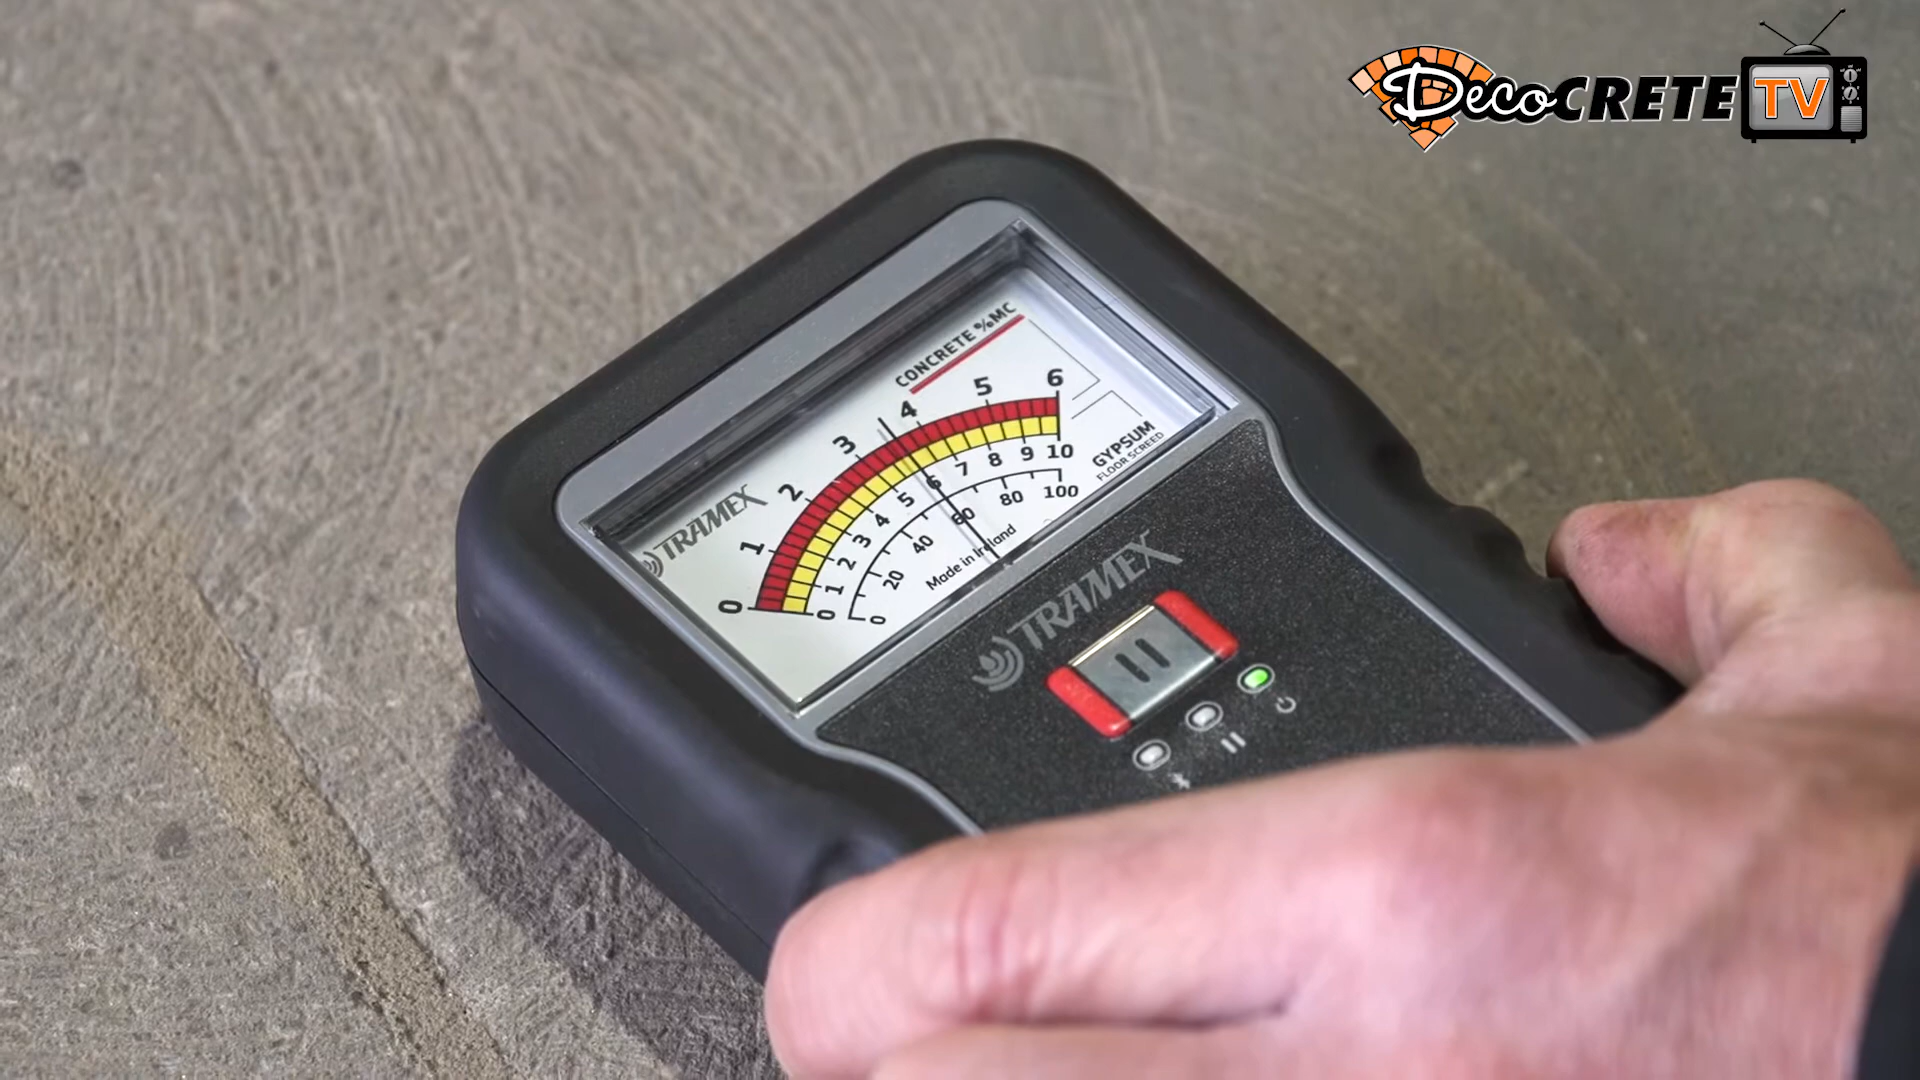 DecoCRETE TV
CONCRETE %MC
0 1 2 3 4 5 6
0 1 2 3 4 5 6 7 8 9 10
GYPSUM
FLOOR SCREED
0 20 40 60 80 100
TRAMEX
Made in Ireland
TRAMEX